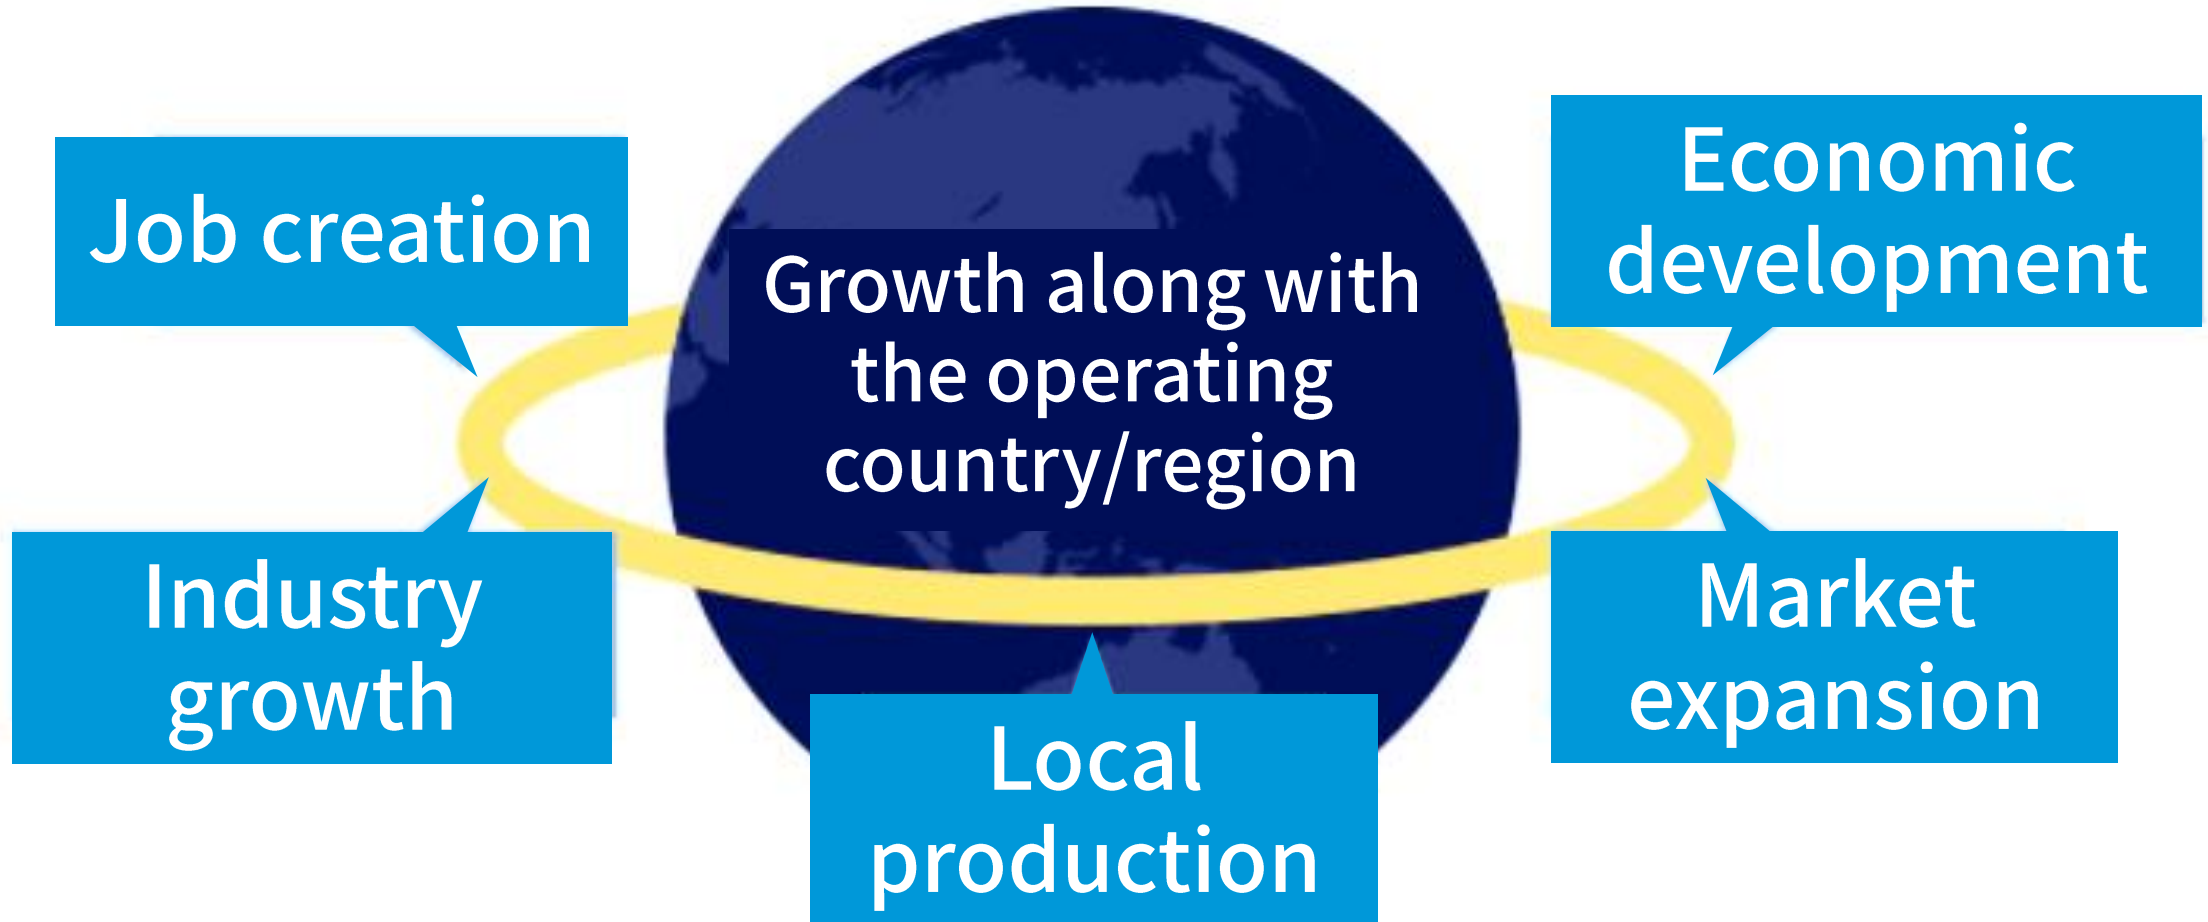 Job creation
Economic
development
Growth along with
the operating
country/region
Industry
growth
Market
expansion
Local
production